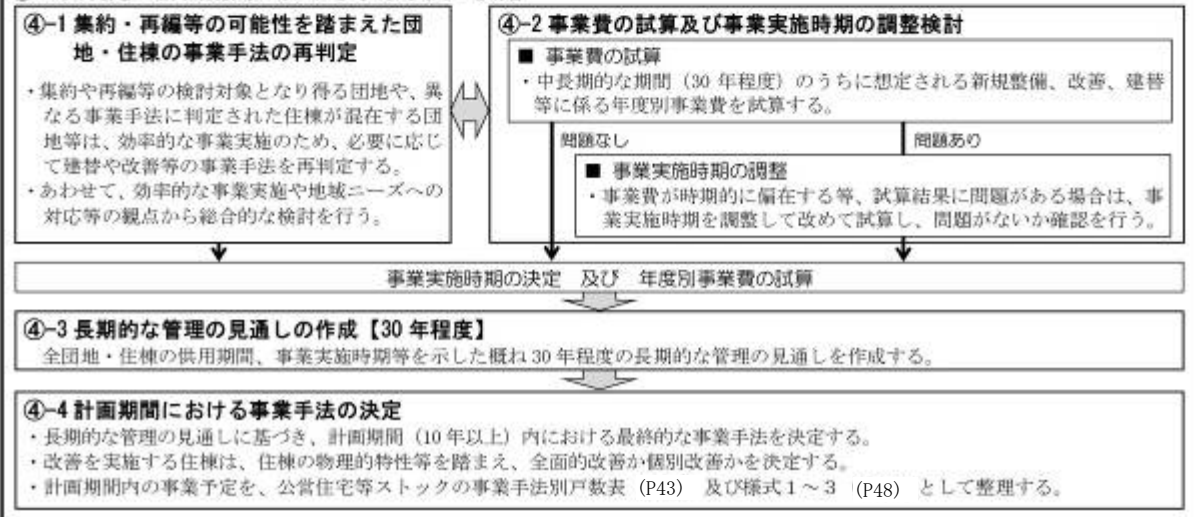 ④-1 集約・再編等の可能性を踏まえた団
地・住棟の事業手法の再判定
・集約や再編等の検討対象となり得る団地や、異
なる事業手法に判定された住棟が混在する団
地等は、効率的な事業実施のため、必要に応じ
て建替や改善等の事業手法を再判定する。
・あわせて、効率的な事業実施や地域ニーズへの
対応等の観点から総合的な検討を行う。
④-2 事業費の試算及び事業実施時期の調整検討
■ 事業費の試算
・中長期的な期間（30 年程度）のうちに想定される新規整備、改善、建替
等に係る年度別事業費を試算する。
問題なし
問題あり
■ 事業実施時期の調整
・事業費が時期的に偏在する等、試算結果に問題がある場合は、事
業実施時期を調整して改めて試算し、問題がないか確認を行う。
事業実施時期の決定 及び 年度別事業費の試算
④-3 長期的な管理の見通しの作成【30 年程度】
全団地・住棟の供用期間、事業実施時期等を示した概ね 30 年程度の長期的な管理の見通しを作成する。
④-4 計画期間における事業手法の決定
・長期的な管理の見通しに基づき、計画期間（10 年以上）内における最終的な事業手法を決定する。
・改善を実施する住棟は、住棟の物理的特性等を踏まえ、全面的改善か個別改善かを決定する。
・計画期間内の事業予定を、公営住宅等ストックの事業手法別戸数表（P43） 及び様式１～３ （P48） として整理する。